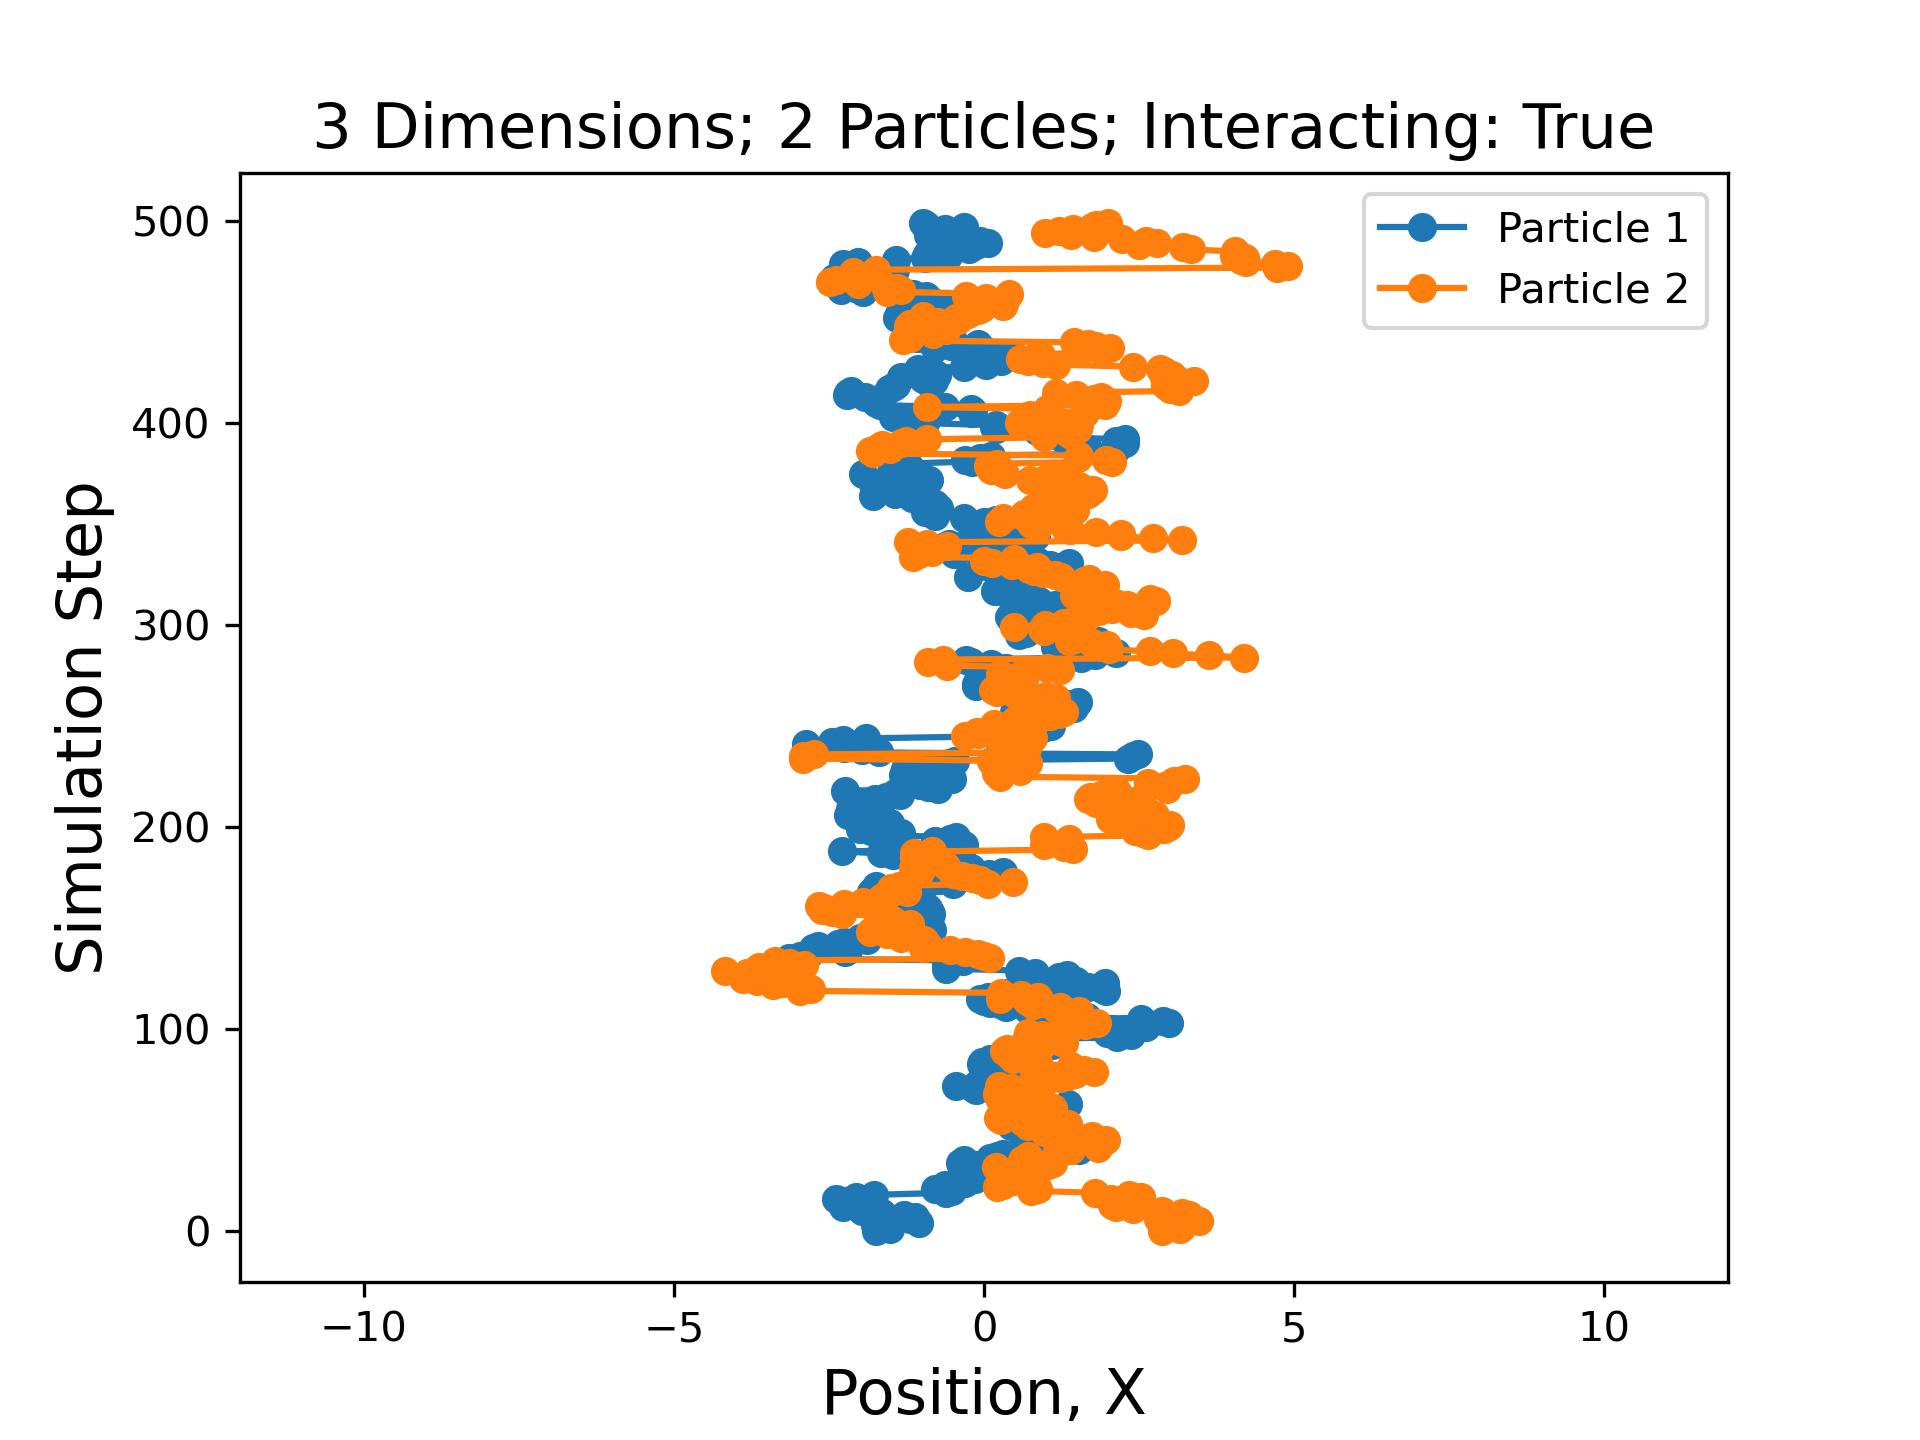 3 Dimensions; 2 Particles; Interacting: True
Particle 1
Particle 2
500
400
300
200
100
0
Simulation Step
−10
−5
0
5
10
Position, X